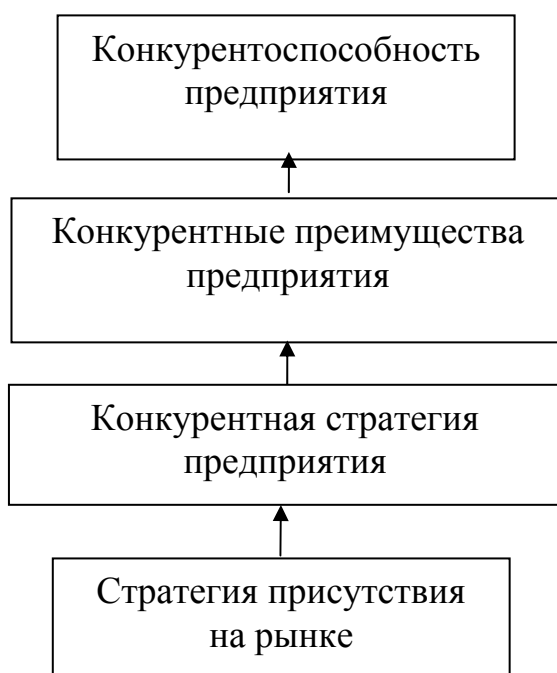 Конкурентоспособность
предприятия
Конкурентные преимущества
предприятия
Конкурентная стратегия
предприятия
Стратегия присутствия
на рынке